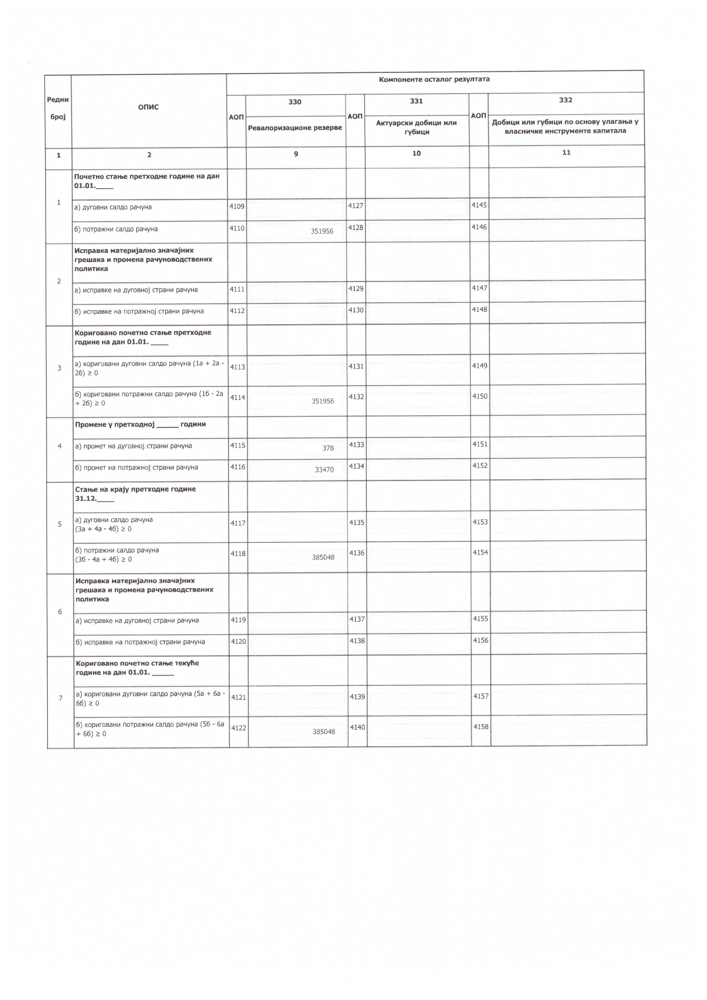 Компоненте осталог резултата
Редни
број
ОПИС
АОП
330
АОП
331
АОП
332
Ревалоризационе резерве
Актуарски добици или
губици
Добици или губици по основу улагања у
власничке инструменте капитала
1 2 9 10 11
Почетно стање претходне године на дан
01.01.____
1
а) дуговни салдо рачуна 4109 4127 4145
б) потражни салдо рачуна 4110 351956 4128 4146
Исправка материјално значајних
грешака и промена рачуноводствених
политика
2
а) исправке на дуговној страни рачуна 4111 4129 4147
б) исправке на потражној страни рачуна 4112 4130 4148
Кориговано почетно стање претходне
године на дан 01.01. ____
3
а) кориговани дуговни салдо рачуна (1а + 2а -
2б) ≥ 0 4113 4131 4149
б) кориговани потражни салдо рачуна (1б - 2а
+ 2б) ≥ 0 4114 351956 4132 4150
Промене у претходној _____ години
4
а) промет на дуговној страни рачуна 4115 378 4133 4151
б) промет на потражној страни рачуна 4116 33470 4134 4152
Стање на крају претходне године
31.12.____
5
а) дуговни салдо рачуна
(3а + 4а - 4б) ≥ 0 4117 4135 4153
б) потражни салдо рачуна
(3б - 4а + 4б) ≥ 0 4118 385048 4136 4154
Исправка материјално значајних
грешака и промена рачуноводствених
политика
6
а) исправке на дуговној страни рачуна 4119 4137 4155
б) исправке на потражној страни рачуна 4120 4138 4156
Кориговано почетно стање текуће
године на дан 01.01. _____
7
а) кориговани дуговни салдо рачуна (5а + 6а -
6б) ≥ 0 4121 4139 4157
б) кориговани потражни салдо рачуна (5б - 6а
+ 6б) ≥ 0 4122 385048 4140 4158